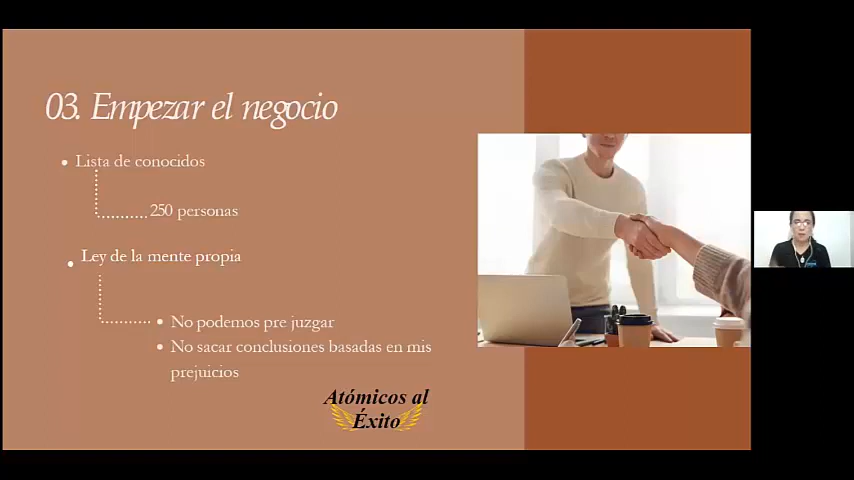 03. Empezar el negocio
Lista de conocidos
250 personas
Ley de la mente propia
No podemos pre juzgar
No sacar conclusiones basadas en mis
prejuicios
Atómicos al
Éxito